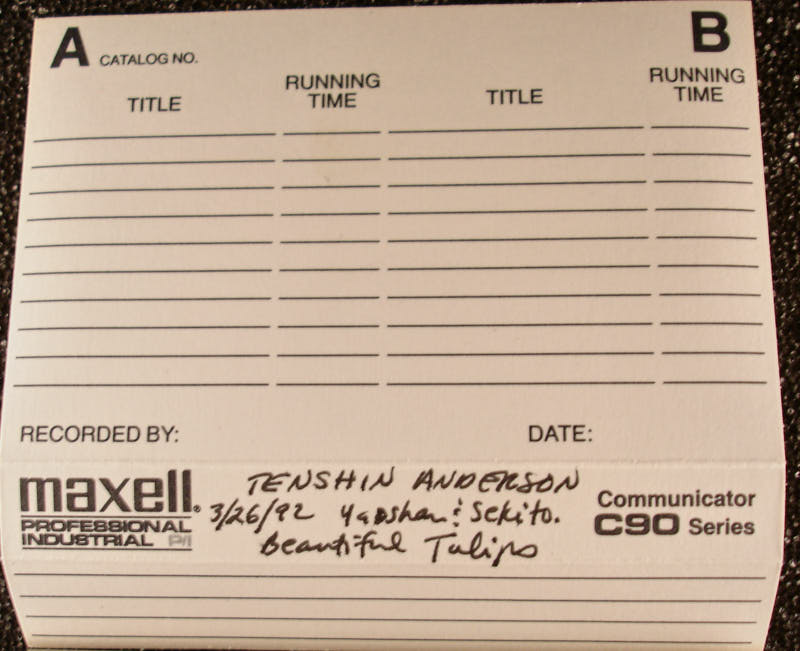 A CATALOG NO. B
TITLE RUNNING TIME TITLE RUNNING TIME
RECORDED BY: DATE:
maxell.
PROFESSIONAL
INDUSTRIAL P/I
TENSHIN ANDERSON
3/26/92 Yaoshan & Sekito.
Beautiful Tulips
Communicator
C90 Series